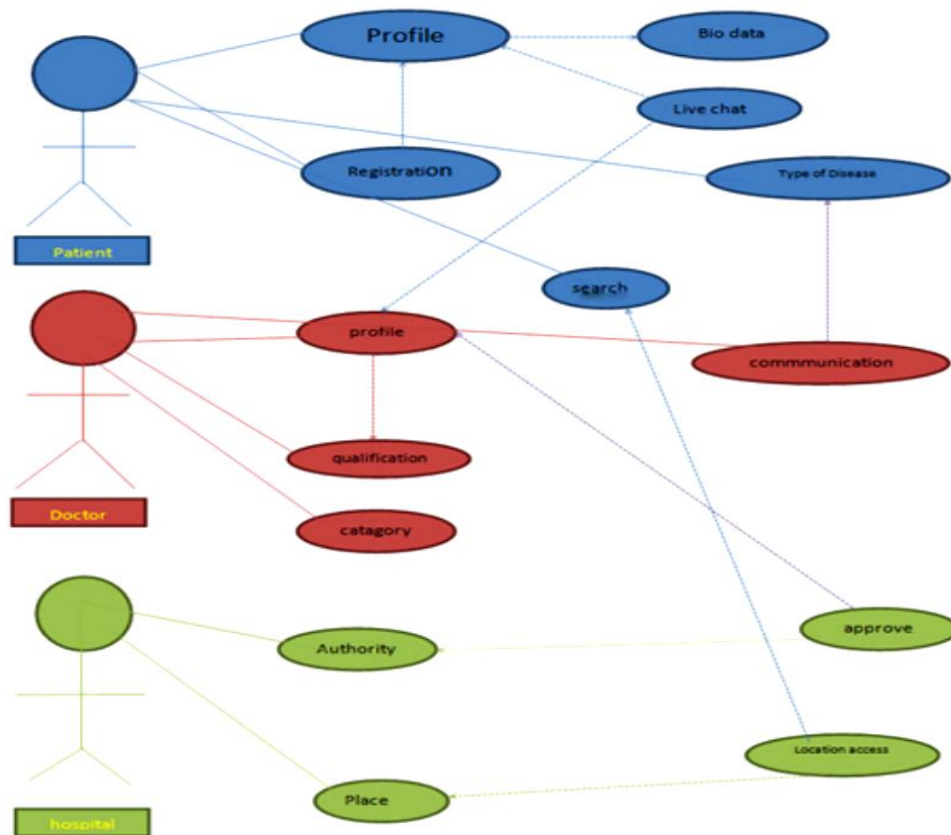 Profile
Bio data
Live chat
Registration
Type of Disease
Patient
search
profile
commmunication
qualification
Doctor
catagory
approve
Authority
Location access
Place
hospital